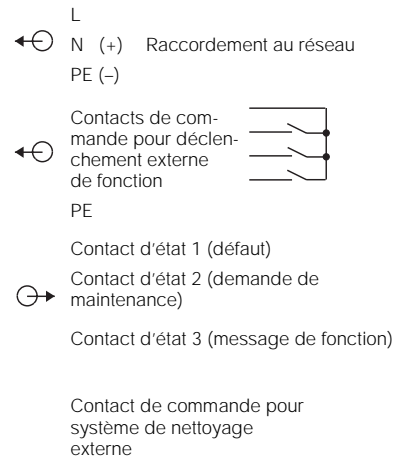 L
N (+) Raccordement au réseau
PE (–)
Contacts de com-
mande pour déclen-
chement externe
de fonction
PE
Contact d'état 1 (défaut)
Contact d'état 2 (demande de
maintenance)
Contact d'état 3 (message de fonction)
Contact de commande pour
système de nettoyage
externe